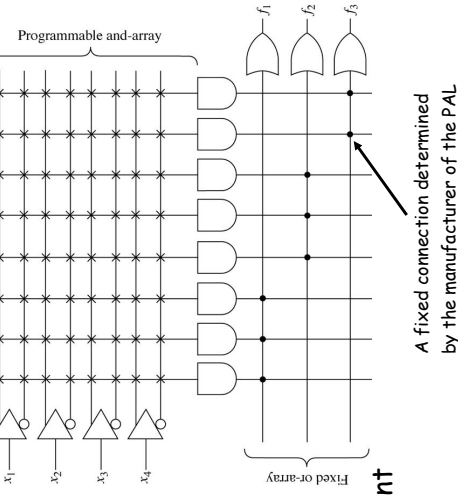 Programmable and-array
f1
f2
f3
A fixed connection determined
by the manufacturer of the PAL
x1
x2
x3
x4
Fixed or-array
nt